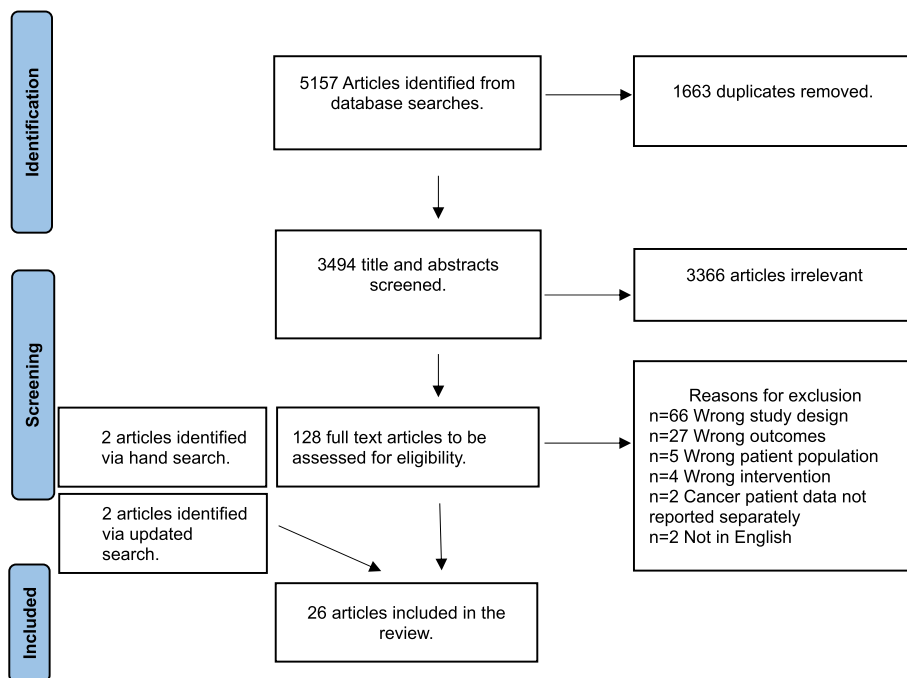 Identification
5157 Articles identified from
database searches.
1663 duplicates removed.
3494 title and abstracts
screened.
3366 articles irrelevant
Screening
2 articles identified
via hand search.
128 full text articles to be
assessed for eligibility.
Reasons for exclusion
n=66 Wrong study design
n=27 Wrong outcomes
n=5 Wrong patient population
n=4 Wrong intervention
n=2 Cancer patient data not
reported separately
n=2 Not in English
2 articles identified
via updated
search.
Included
26 articles included in the
review.